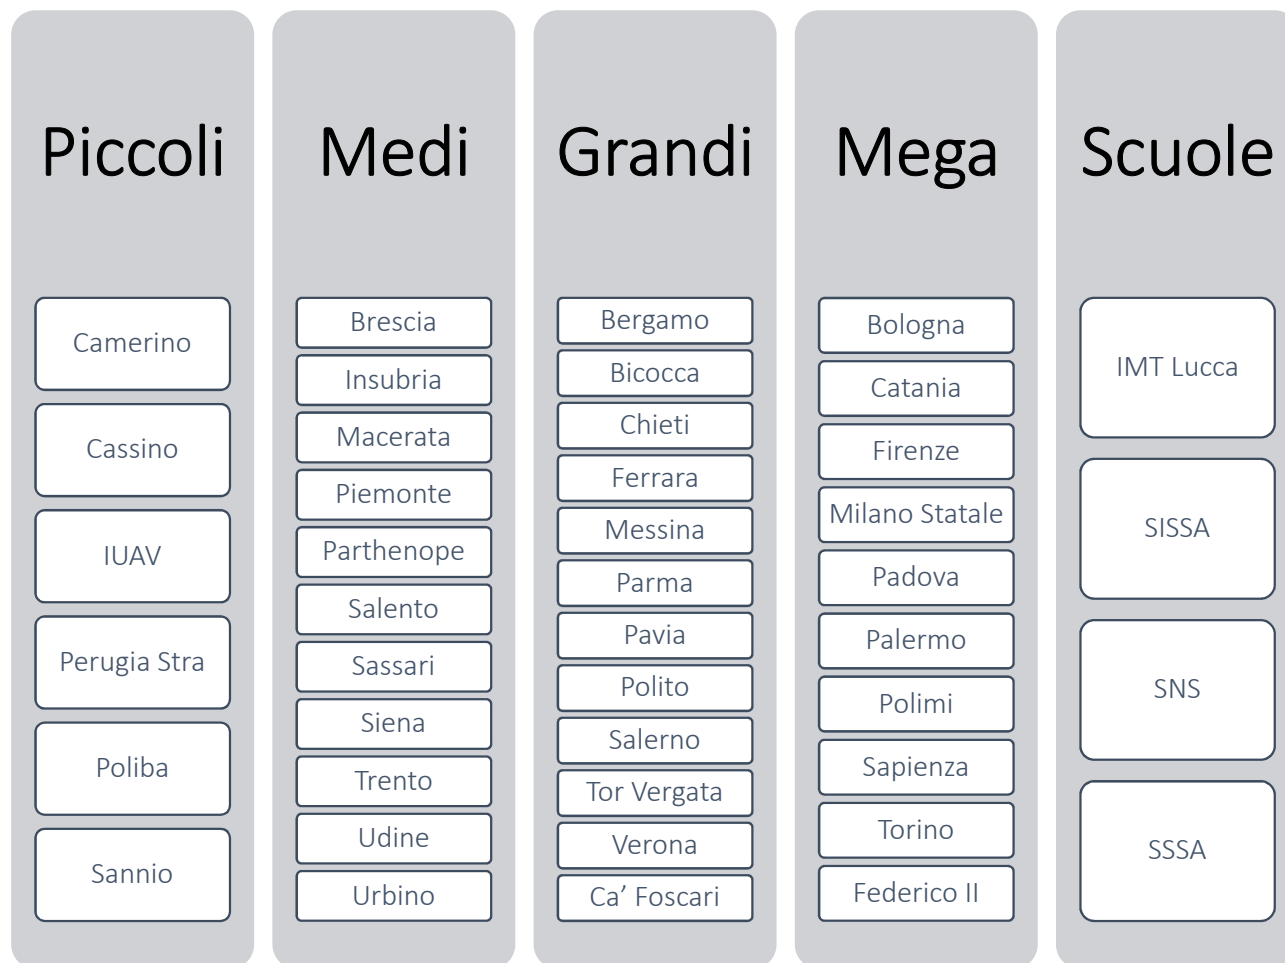 Piccoli
Camerino
Cassino
IUAV
Perugia Stra
Poliba
Sannio
Medi
Brescia
Insubria
Macerata
Piemonte
Parthenope
Salento
Sassari
Siena
Trento
Udine
Urbino
Grandi
Bergamo
Bicocca
Chieti
Ferrara
Messina
Parma
Pavia
Polito
Salerno
Tor Vergata
Verona
Ca’ Foscari
Mega
Bologna
Catania
Firenze
Milano Statale
Padova
Palermo
Polimi
Sapienza
Torino
Federico II
Scuole
IMT Lucca
SISSA
SNS
SSSA